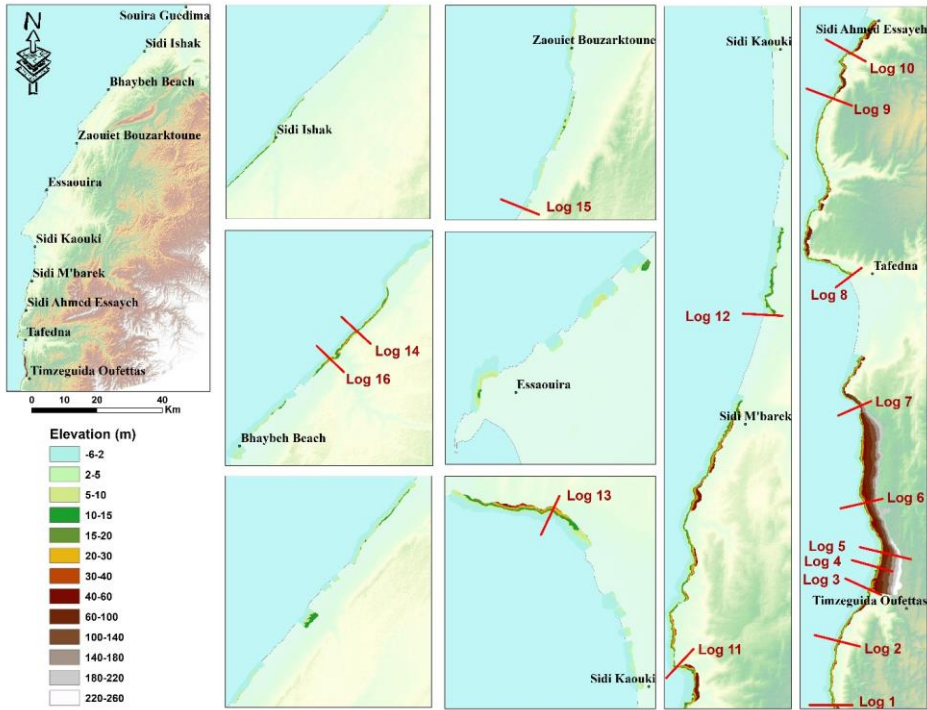 N
Souira Guedima
Sidi Ishak
Bhaybeh Beach
Zaouiet Bouzarktoune
Essaouira
Sidi Kaouki
Sidi M'barek
Sidi Ahmed Essayeh
Tafedna
Timzeguida Oufettas
0 20 40
Km
Elevation (m)
-6-2
2-5
5-10
10-15
15-20
20-30
30-40
40-60
60-100
100-140
140-180
180-220
220-260
Sidi Ishak
Zaouiet Bouzarktoune
Log 15
Log 14
Log 16
Bhaybeh Beach
Essaouira
Log 13
Sidi Kaouki
Sidi Kaouki
Log 12
Sidi M'barek
Log 11
Sidi Ahmed Essayeh
Log 10
Log 9
Tafedna
Log 8
Log 7
Log 6
Log 5
Log 4
Log 3
Timzeguida Oufettas
Log 2
Log 1